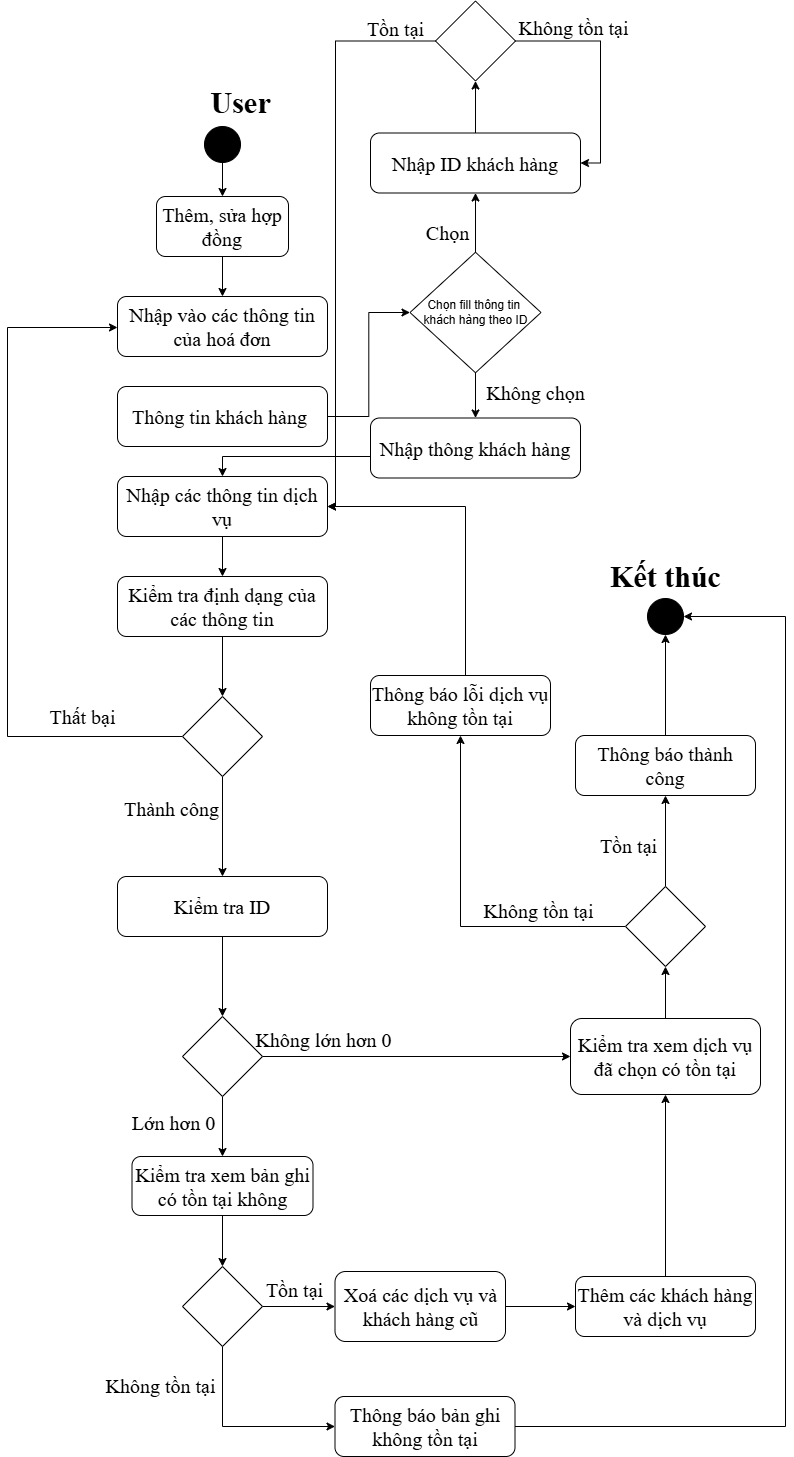 Tồn tại
Không tồn tại
User
Nhập ID khách hàng
Thêm, sửa hợp
đồng
Chọn
Chọn fill thông tin
khách hàng theo ID
Nhập vào các thông tin
của hoá đơn
Không chọn
Thông tin khách hàng
Nhập thông khách hàng
Nhập các thông tin dịch
vụ
Kết thúc
Kiểm tra định dạng của
các thông tin
Thông báo lỗi dịch vụ
không tồn tại
Thất bại
Thông báo thành
công
Thành công
Tồn tại
Kiểm tra ID
Không tồn tại
Không lớn hơn 0
Kiểm tra xem dịch vụ
đã chọn có tồn tại
Lớn hơn 0
Kiểm tra xem bản ghi
có tồn tại không
Tồn tại
Xoá các dịch vụ và
khách hàng cũ
Thêm các khách hàng
và dịch vụ
Không tồn tại
Thông báo bản ghi
không tồn tại